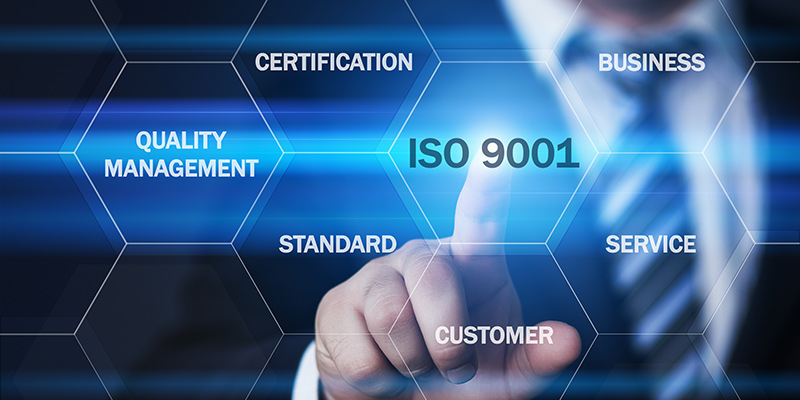 CERTIFICATION
BUSINESS
QUALITY
MANAGEMENT
ISO 9001
STANDARD
SERVICE
CUSTOMER